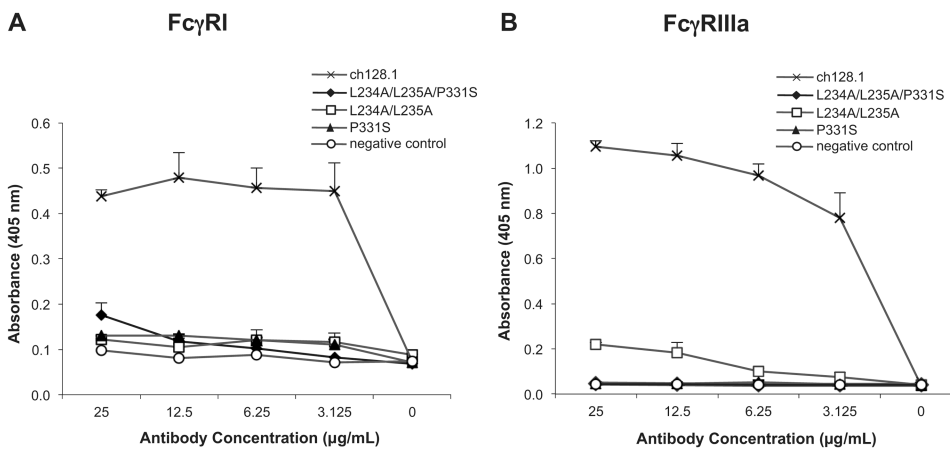 A
FcγRI
ch128.1
L234A/L235A/P331S
L234A/L235A
P331S
negative control
0.6
0.5
0.4
0.3
0.2
0.1
0.0
Absorbance (405 nm)
25
12.5
6.25
3.125
0
Antibody Concentration (µg/mL)
B
FcγRIIIa
ch128.1
L234A/L235A/P331S
L234A/L235A
P331S
negative control
1.2
1.0
0.8
0.6
0.4
0.2
0.0
Absorbance (405 nm)
25
12.5
6.25
3.125
0
Antibody Concentration (µg/mL)